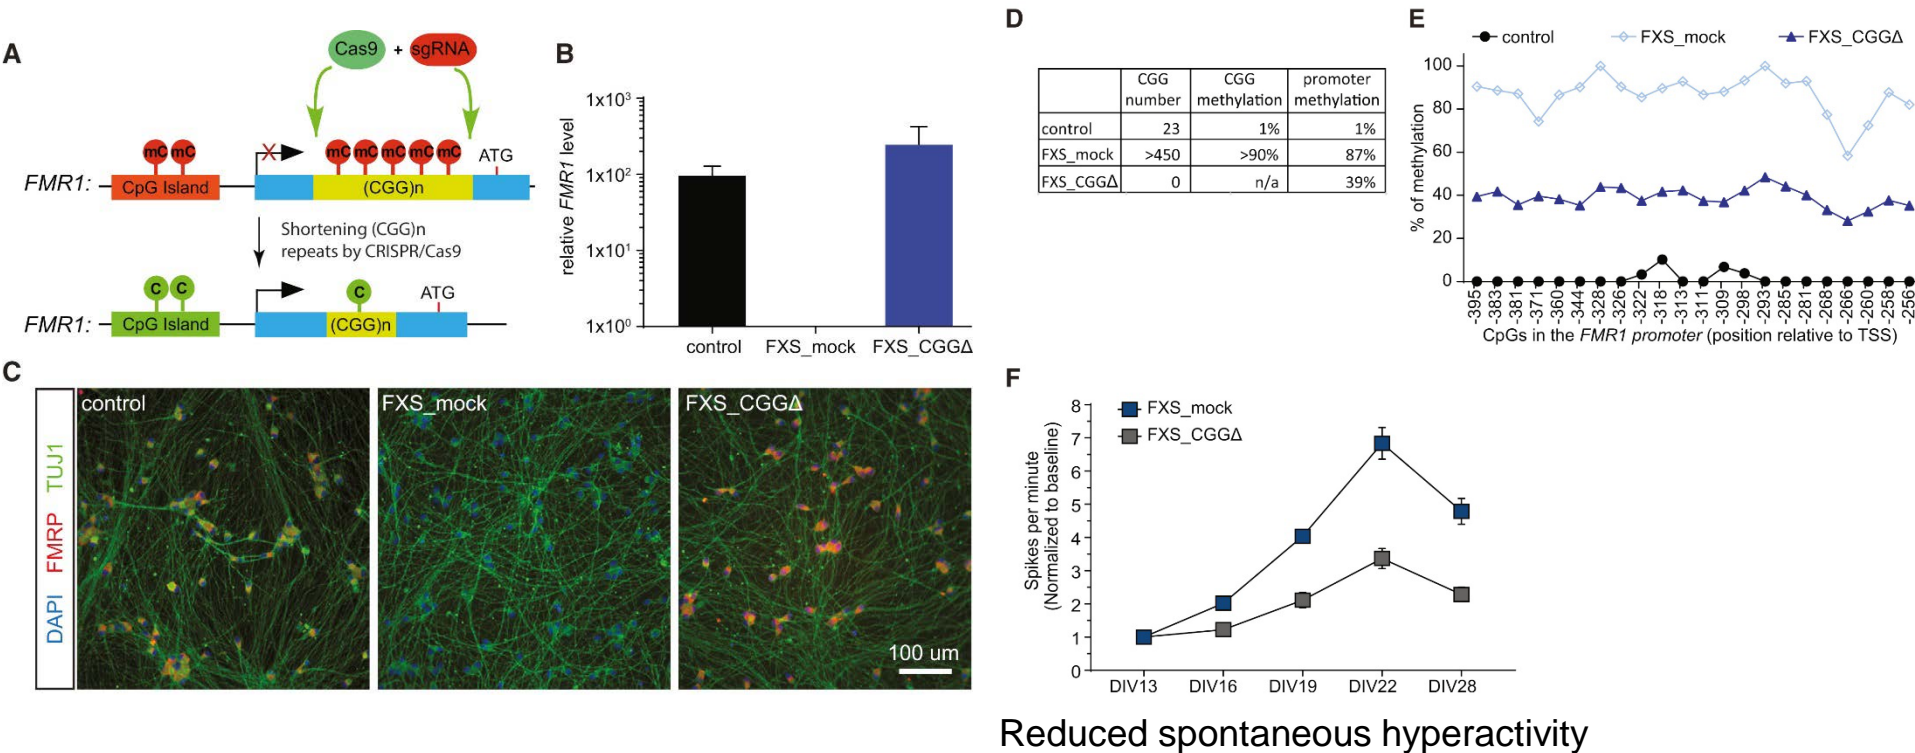 A
Cas9 + sgRNA
mC mC X mC mC mC mC mC ATG
FMR1: CpG Island (CGG)n
Shortening (CGG)n
repeats by CRISPR/Cas9
C C C ATG
FMR1: CpG Island (CGG)n
B
relative FMR1 level
1x10³
1x10²
1x10¹
1x10⁰
control FXS_mock FXS_CGGΔ
C
DAPI FMRP TUJ1
control
FXS_mock
FXS_CGGΔ
100 um
D
CGG number CGG methylation promoter methylation
control 23 1% 1%
FXS_mock >450 >90% 87%
FXS_CGGΔ 0 n/a 39%
E
control FXS_mock FXS_CGGΔ
% of methylation
100
80
60
40
20
0
-395 -383 -381 -371 -360 -344 -328 -326 -322 -318 -313 -311 -309 -298 -293 -285 -281 -268 -266 -260 -258 -256
CpGs in the FMR1 promoter (position relative to TSS)
F
FXS_mock
FXS_CGGΔ
Spikes per minute
(Normalized to baseline)
8
7
6
5
4
3
2
1
0
DIV13 DIV16 DIV19 DIV22 DIV28
Reduced spontaneous hyperactivity